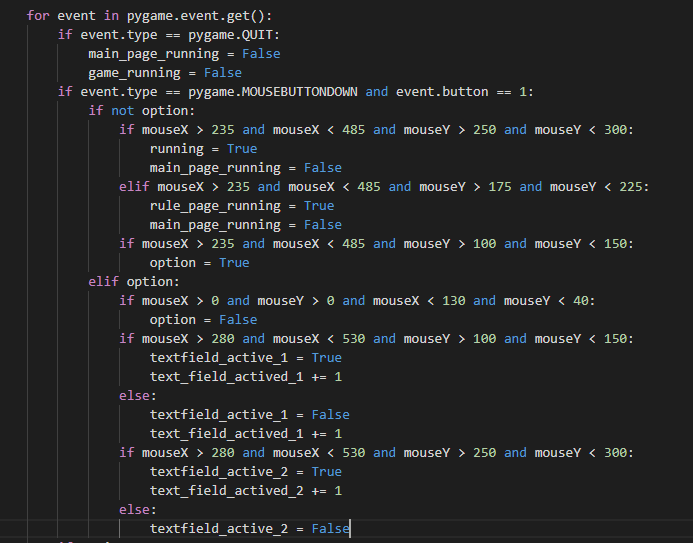 for event in pygame.event.get():
    if event.type == pygame.QUIT:
        main_page_running = False
        game_running = False
    if event.type == pygame.MOUSEBUTTONDOWN and event.button == 1:
        if not option:
            if mouseX > 235 and mouseX < 485 and mouseY > 250 and mouseY < 300:
                running = True
                main_page_running = False
            elif mouseX > 235 and mouseX < 485 and mouseY > 175 and mouseY < 225:
                rule_page_running = True
                main_page_running = False
            if mouseX > 235 and mouseX < 485 and mouseY > 100 and mouseY < 150:
                option = True
        elif option:
            if mouseX > 0 and mouseY > 0 and mouseX < 130 and mouseY < 40:
                option = False
            if mouseX > 280 and mouseX < 530 and mouseY > 100 and mouseY < 150:
                textfield_active_1 = True
                text_field_actived_1 += 1
            else:
                textfield_active_1 = False
                text_field_actived_1 += 1
            if mouseX > 280 and mouseX < 530 and mouseY > 250 and mouseY < 300:
                textfield_active_2 = True
                text_field_actived_2 += 1
            else:
                textfield_active_2 = False